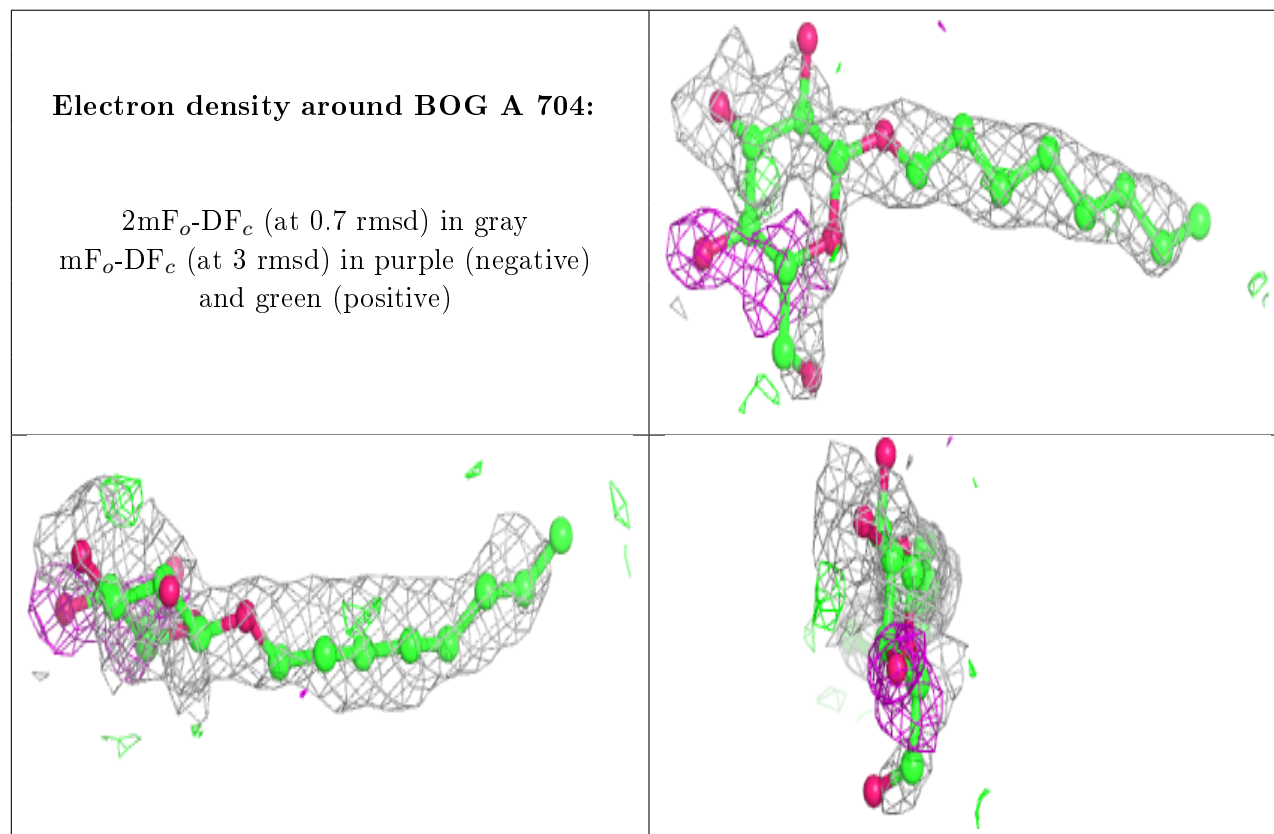 Electron density around BOG A 704:
2mFₒ-DF𝒸 (at 0.7 rmsd) in gray
mFₒ-DF𝒸 (at 3 rmsd) in purple (negative)
and green (positive)